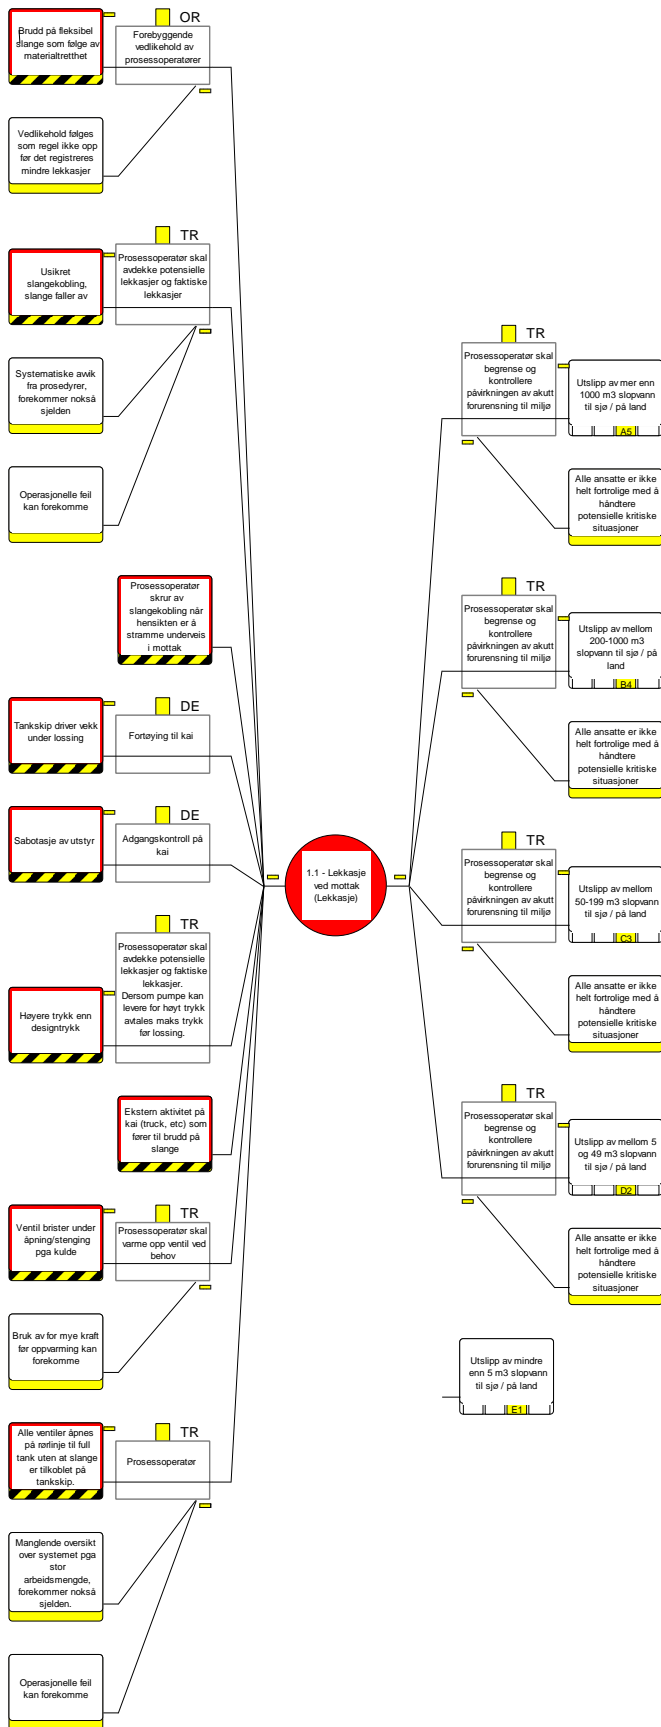 OR
Brudd på fleksibel
slange som følge av
materialtretthet
Forebyggende
vedlikehold av
prosessoperatører
Vedlikehold følges
som regel ikke opp
før det registreres
mindre lekkasjer
TR
Usikret
slangekobling,
slange faller av
Prosessoperatør skal
avdekke potensielle
lekkasjer og faktiske
lekkasjer
Systematiske avvik
fra prosedyrer,
forekommer nokså
sjelden
Operasjonelle feil
kan forekomme
Prosessoperatør
skrur av
slangekobling når
hensikten er å
stramme underveis
i mottak
DE
Tankskip driver vekk
under lossing
Fortøying til kai
DE
Sabotasje av utstyr
Adgangskontroll på
kai
TR
Høyere trykk enn
designtrykk
Prosessoperatør skal
avdekke potensielle
lekkasjer og faktiske
lekkasjer.
Dersom pumpe kan
levere for høyt trykk
avtales maks trykk
før lossing.
Ekstern aktivitet på
kai (truck, etc) som
fører til brudd på
slange
TR
Ventil brister under
åpning/stenging
pga kulde
Prosessoperatør skal
varme opp ventil ved
behov
Bruk av for mye kraft
før oppvarming kan
forekomme
TR
Alle ventiler åpnes
på rørlinje til full
tank uten at slange
er tilkoblet på
tankskip.
Prosessoperatør
Manglende oversikt
over systemet pga
stor
arbeidsmengde,
forekommer nokså
sjelden.
Operasjonelle feil
kan forekomme
1.1 - Lekkasje
ved mottak
(Lekkasje)
TR
Prosessoperatør skal
begrense og
kontrollere
påvirkningen av akutt
forurensning til miljø
Utslipp av mer enn
1000 m3 slopvann
til sjø / på land
A5
Alle ansatte er ikke
helt fortrolige med å
håndtere
potensielle kritiske
situasjoner
TR
Prosessoperatør skal
begrense og
kontrollere
påvirkningen av akutt
forurensning til miljø
Utslipp av mellom
200-1000 m3
slopvann til sjø / på
land
B4
Alle ansatte er ikke
helt fortrolige med å
håndtere
potensielle kritiske
situasjoner
TR
Prosessoperatør skal
begrense og
kontrollere
påvirkningen av akutt
forurensning til miljø
Utslipp av mellom
50-199 m3 slopvann
til sjø / på land
C3
Alle ansatte er ikke
helt fortrolige med å
håndtere
potensielle kritiske
situasjoner
TR
Prosessoperatør skal
begrense og
kontrollere
påvirkningen av akutt
forurensning til miljø
Utslipp av mellom 5
og 49 m3 slopvann
til sjø / på land
D2
Alle ansatte er ikke
helt fortrolige med å
håndtere
potensielle kritiske
situasjoner
Utslipp av mindre
enn 5 m3 slopvann
til sjø / på land
E1